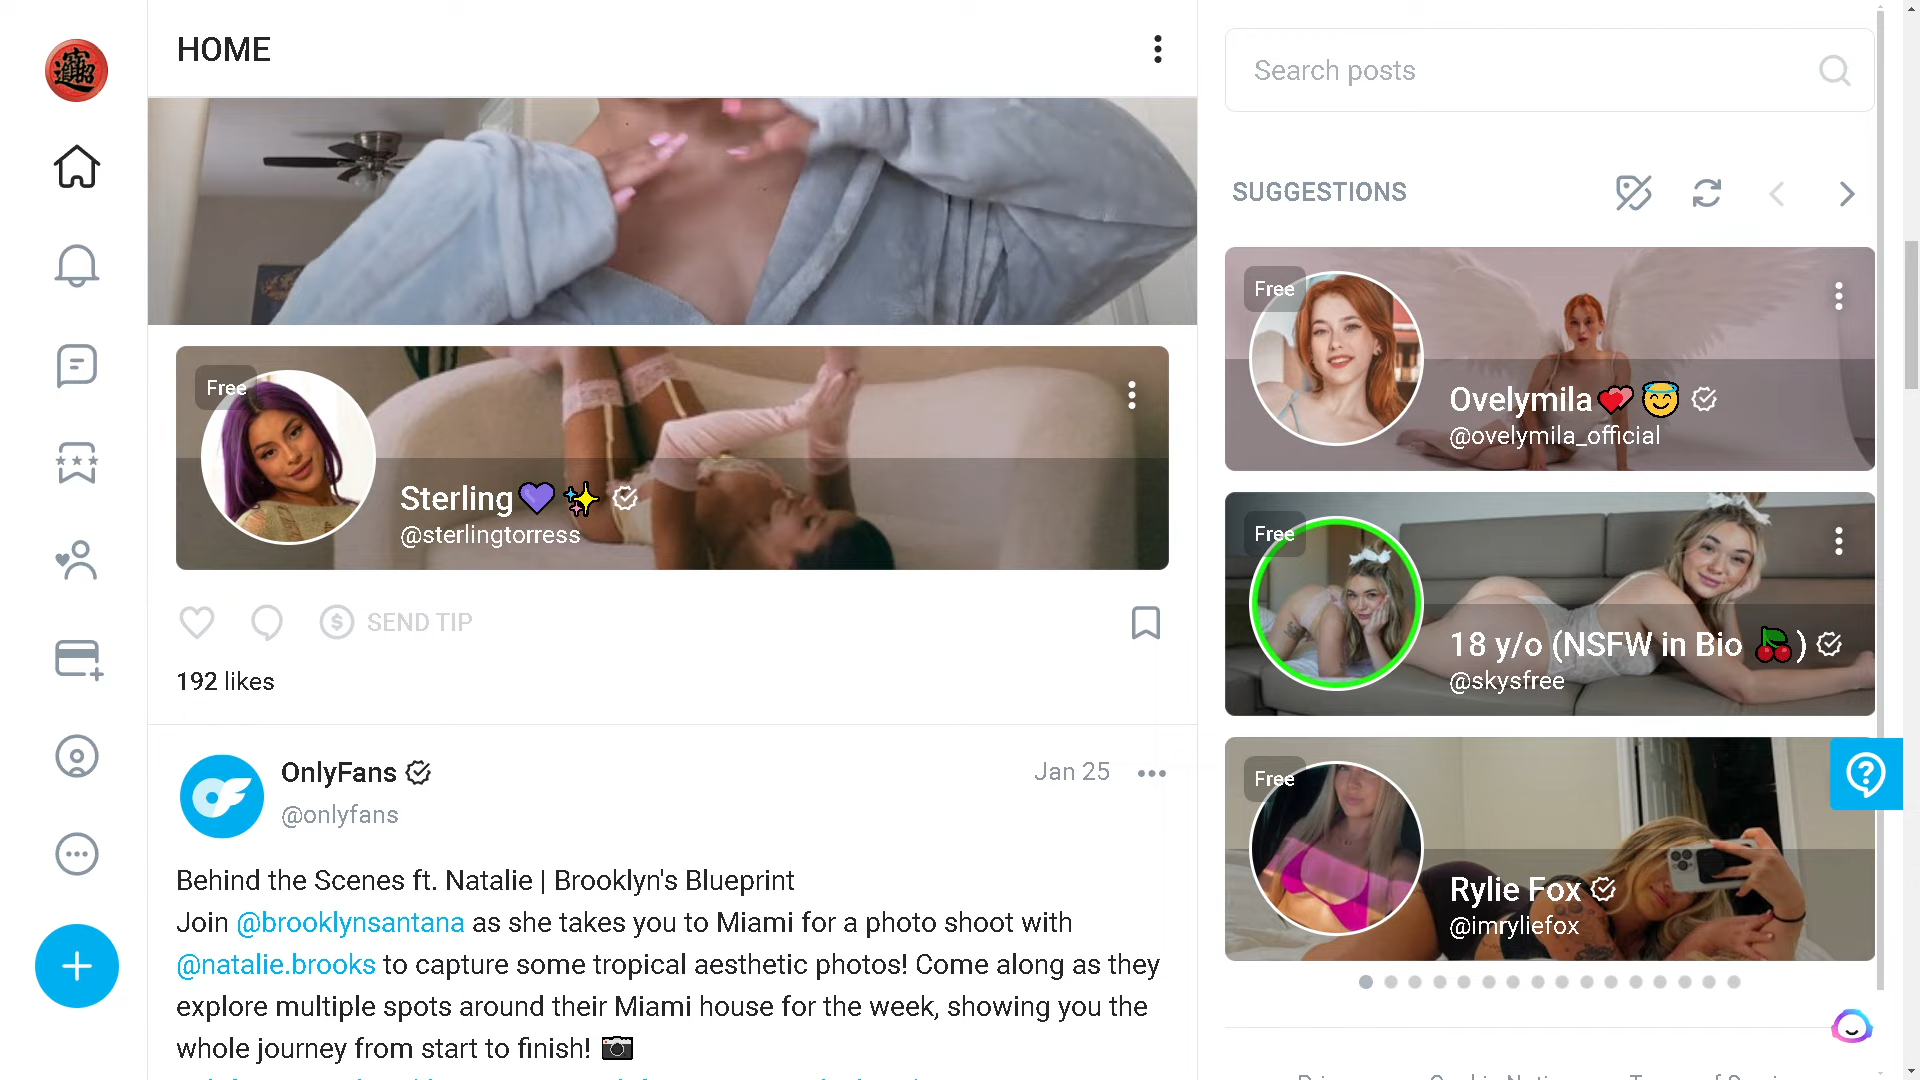 招財進寶
HOME
Search posts
SUGGESTIONS
Free
Ovelymila💕😇
@ovelymila_official
Free
Sterling💜✨
@sterlingtorress
Free
18 y/o (NSFW in Bio 🍒)
@skysfree
SEND TIP
192 likes
OnlyFans
@onlyfans
Jan 25
Free
Rylie Fox
@imryliefox
Behind the Scenes ft. Natalie | Brooklyn's Blueprint
Join @brooklynsantana as she takes you to Miami for a photo shoot with
@natalie.brooks to capture some tropical aesthetic photos! Come along as they
explore multiple spots around their Miami house for the week, showing you the
whole journey from start to finish! 📷